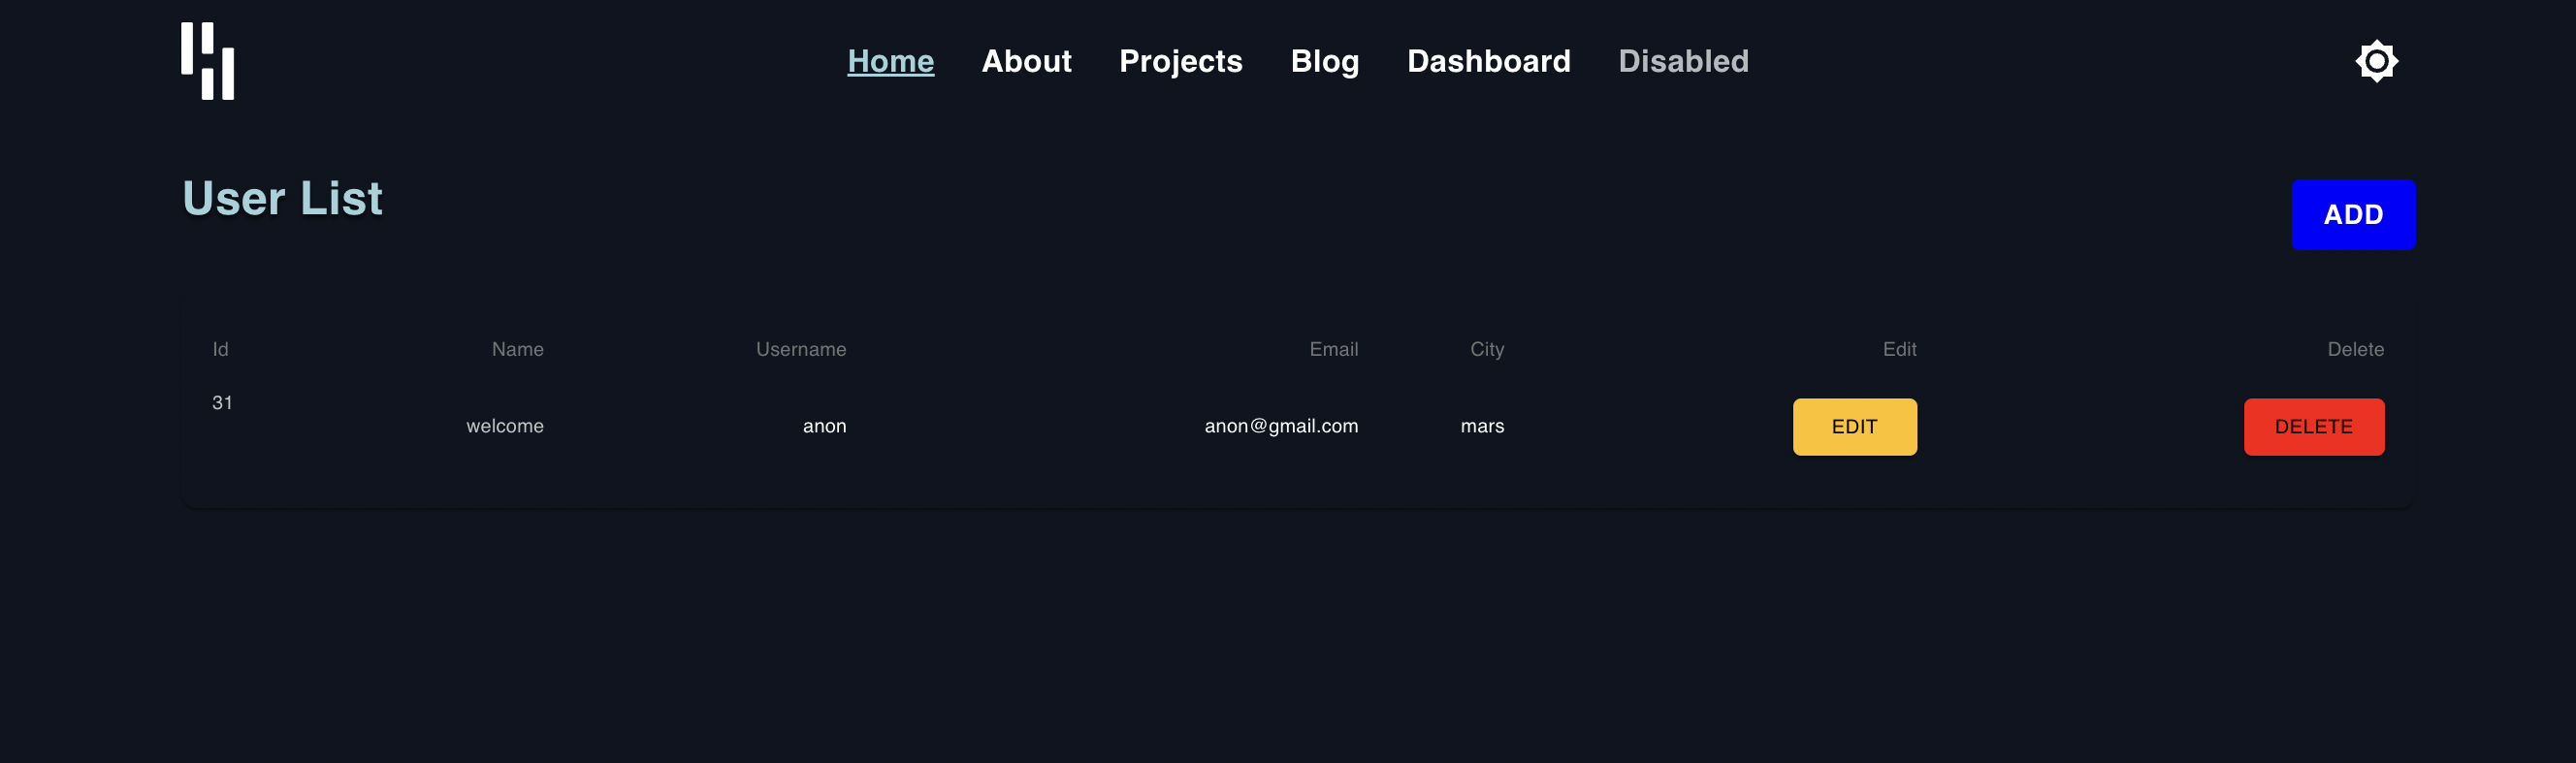 Home About Projects Blog Dashboard Disabled
User List
ADD
Id Name Username Email City Edit Delete
31 welcome anon anon@gmail.com mars EDIT DELETE